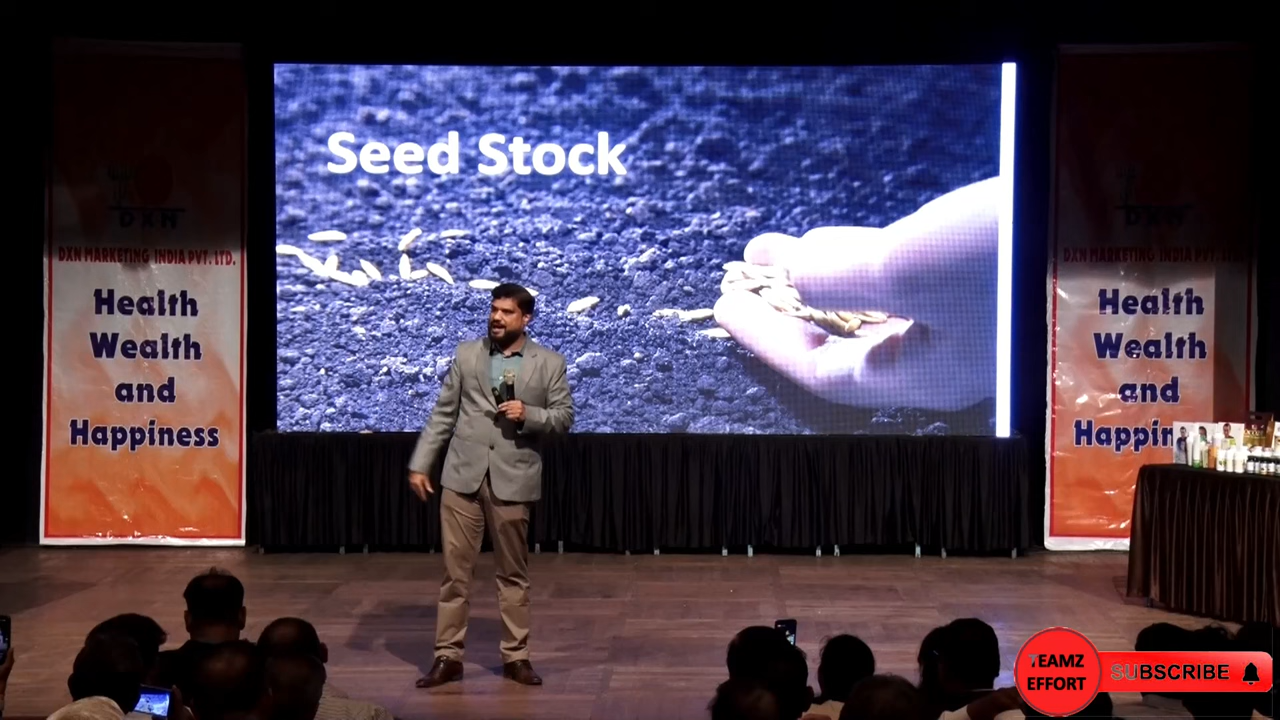 Seed Stock
DXN
DXN MARKETING INDIA PVT. LTD.
Health
Wealth
and
Happiness
DXN
DXN MARKETING INDIA PVT. LTD.
Health
Wealth
and
Happin
TEAMZ
EFFORT
SUBSCRIBE